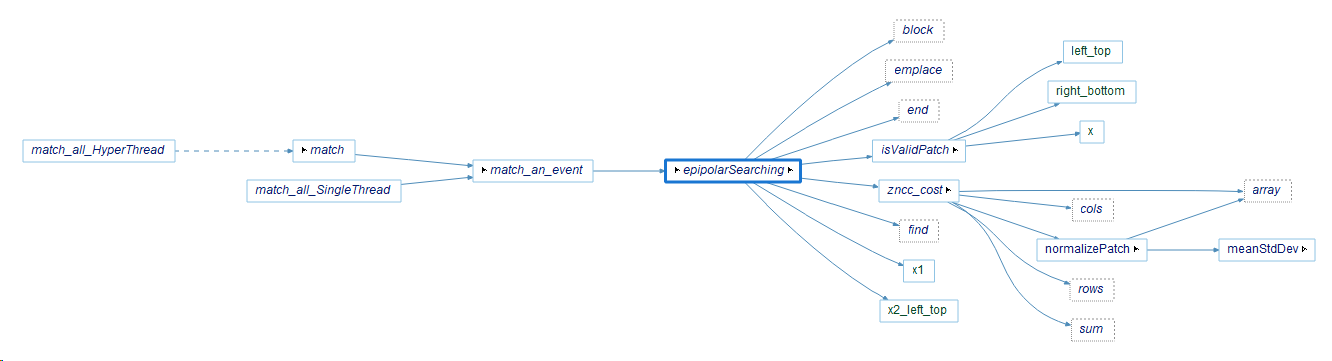 match_all_HyperThread
match
match_all_SingleThread
match_an_event
epipolarSearching
block
emplace
end
isValidPatch
zncc_cost
find
x1
x2_left_top
left_top
right_bottom
x
array
cols
normalizePatch
meanStdDev
rows
sum